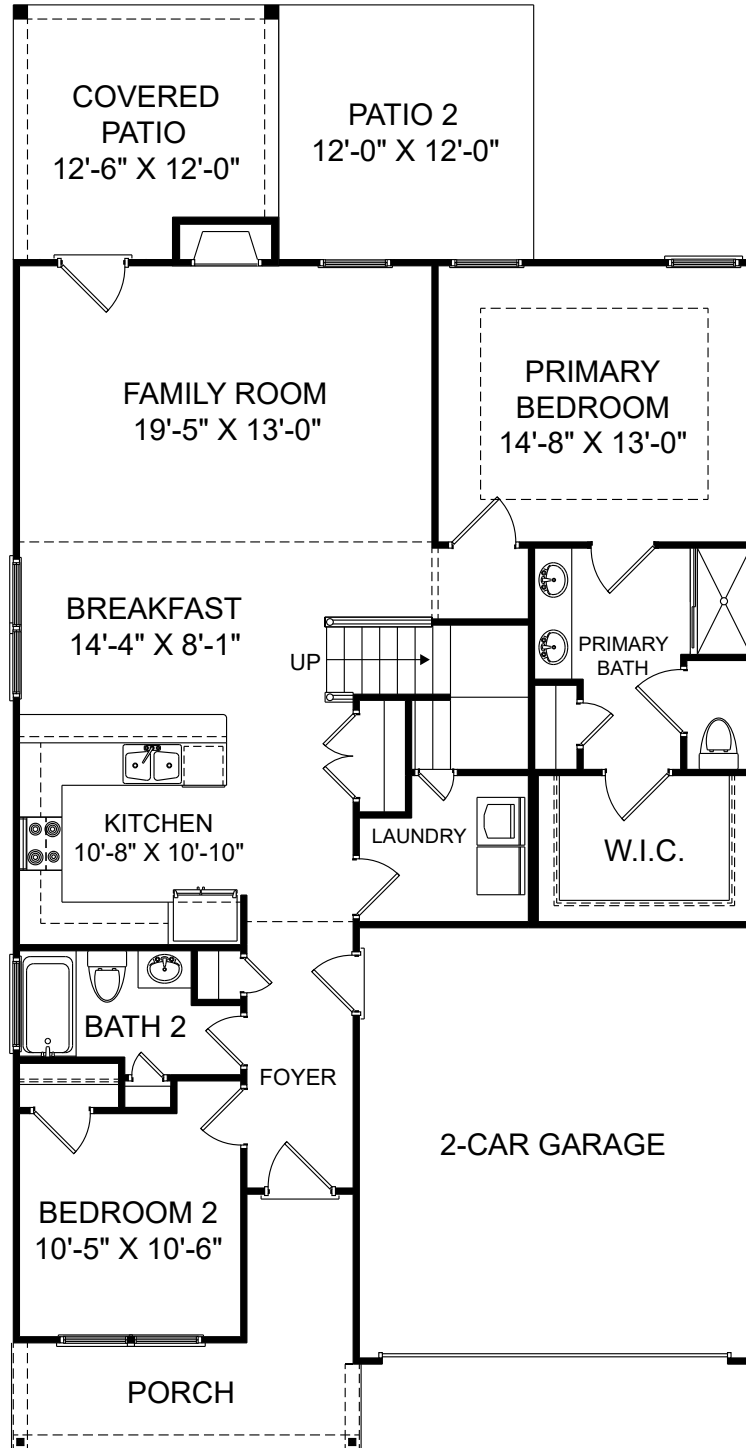 COVERED
PATIO
12'-6" X 12'-0"
PATIO 2
12'-0" X 12'-0"
FAMILY ROOM
19'-5" X 13'-0"
PRIMARY
BEDROOM
14'-8" X 13'-0"
BREAKFAST
14'-4" X 8'-1"
UP
PRIMARY
BATH
KITCHEN
10'-8" X 10'-10"
LAUNDRY
W.I.C.
BATH 2
FOYER
2-CAR GARAGE
BEDROOM 2
10'-5" X 10'-6"
PORCH